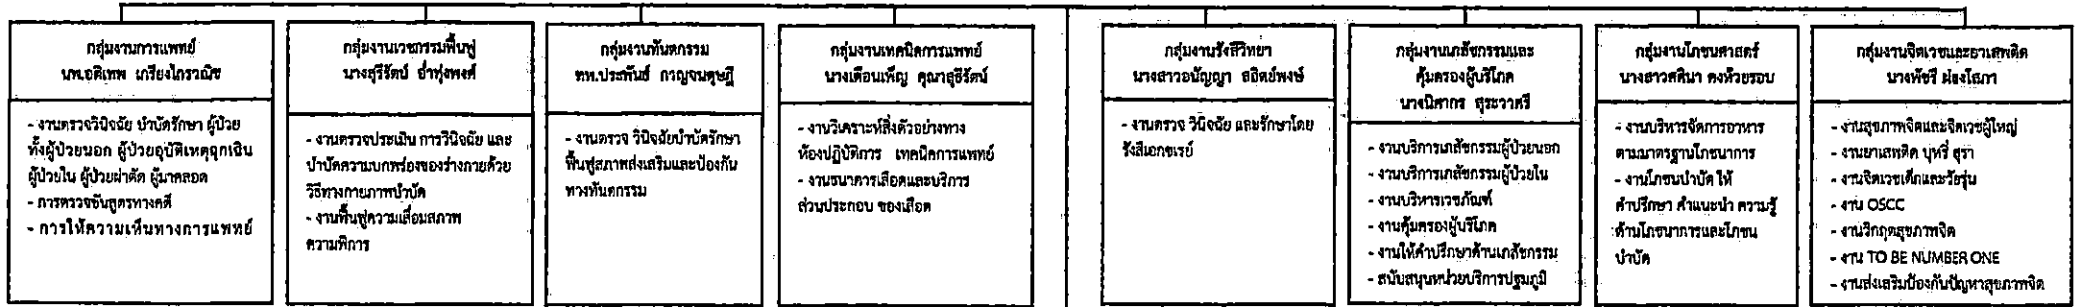 กลุ่มงานการแพทย์
นพ.อดิเทพ เกรียงไกรวณิช
- งานตรวจวินิจฉัย บำบัดรักษา ผู้ป่วย
ทั้งผู้ป่วยนอก ผู้ป่วยอุบัติเหตุฉุกเฉิน
ผู้ป่วยใน ผู้ป่วยผ่าตัด ผู้มาคลอด
- การตรวจชันสูตรทางคดี
- การให้ความเห็นทางการแพทย์
กลุ่มงานเวชกรรมฟื้นฟู
นางสุรีรัตน์ อ่ำทุ่งพงศ์
- งานตรวจประเมิน การวินิจฉัย และ
บำบัดความบกพร่องของร่างกายด้วย
วิธีทางกายภาพบำบัด
- งานฟื้นฟูความเสื่อมสภาพ
ความพิการ
กลุ่มงานทันตกรรม
ทพ.ประพันธ์ กาญจนดุษฎี
- งานตรวจ วินิจฉัยบำบัดรักษา
ฟื้นฟูสภาพส่งเสริมและป้องกัน
ทางทันตกรรม
กลุ่มงานเทคนิคการแพทย์
นางเตือนเพ็ญ คุณาสุธีรัตน์
- งานวิเคราะห์สิ่งตัวอย่างทาง
ห้องปฏิบัติการ เทคนิคการแพทย์
- งานธนาคารเลือดและบริการ
ส่วนประกอบ ของเลือด
กลุ่มงานรังสีวิทยา
นางสาวอนัญญา สถิตย์พงษ์
- งานตรวจ วินิจฉัย และรักษาโดย
รังสีเอกซเรย์
กลุ่มงานเภสัชกรรมและ
คุ้มครองผู้บริโภค
นางนิศากร สุระวาศรี
- งานบริการเภสัชกรรมผู้ป่วยนอก
- งานบริการเภสัชกรรมผู้ป่วยใน
- งานบริหารเวชภัณฑ์
- งานคุ้มครองผู้บริโภค
- งานให้คำปรึกษาด้านเภสัชกรรม
- สนับสนุนหน่วยบริการปฐมภูมิ
กลุ่มงานโภชนศาสตร์
นางสาวศตินา คงห้วยรอบ
- งานบริหารจัดการอาหาร
ตามมาตรฐานโภชนาการ
- งานโภชนบำบัด ให้
คำปรึกษา คำแนะนำ ความรู้
ด้านโภชนาการและโภชน
บำบัด
กลุ่มงานจิตเวชและยาเสพติด
นางพัชรี ผ่องโสภา
- งานสุขภาพจิตและจิตเวชผู้ใหญ่
- งานยาเสพติด บุหรี่ สุรา
- งานจิตเวชเด็กและวัยรุ่น
- งาน OSCC
- งานวิกฤตสุขภาพจิต
- งาน TO BE NUMBER ONE
- งานส่งเสริมป้องกันปัญหาสุขภาพจิต